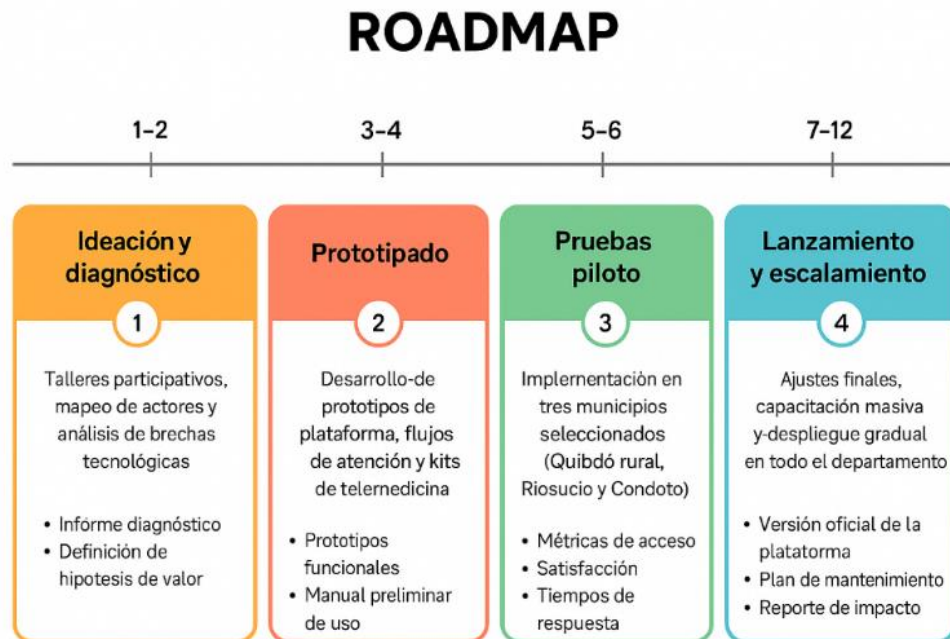 ROADMAP
1–2
3–4
5–6
7–12
Ideación y
diagnóstico
1
Talleres participativos,
mapeo de actores y
análisis de brechas
tecnológicas
• Informe diagnóstico
• Definición de
hipotesis de valor
Prototipado
2
Desarrollo-de
prototipos de
plataforma, flujos
de atención y kits
de telernedicina
• Prototipos
funcionales
• Manual preliminar
de uso
Pruebas
piloto
3
Implernentación en
tres municipios
seleccionados
(Quibdó rural,
Riosucio y Condoto)
• Métricas de acceso
• Satisfacción
• Tiempos de
respuesta
Lanzamiento
y escalamiento
4
Ajustes finales,
capacitación masiva
y-despliegue gradual
en todo el departamento
• Versión oficial de la
platatorma
• Plan de mantenimiento
• Reporte de impacto